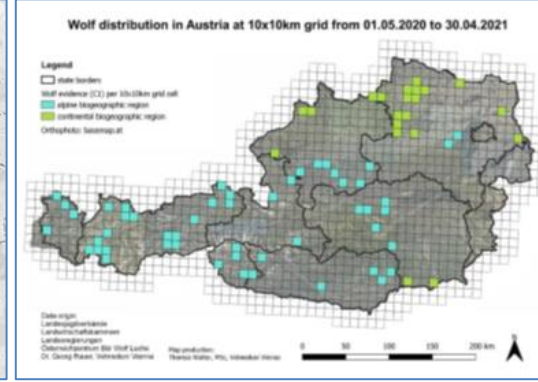 Wolf distribution in Austria at 10x10km grid from 01.05.2020 to 30.04.2021
Legend
state borders
Wolf evidence (C1) per 10x10km grid cell
alpine biogeographic region
continental biogeographic region
Orthophoto: basemap.at
Data origin:
Landesjagdverbände
Landwirtschaftskammern
Landesregierungen
Österreichzentrum Bär Wolf Luchs
Dr. Georg Rauer, Vetmeduni Vienna
Map production:
MSc, Vetmeduni Vienna
0 50 100 200 km
N